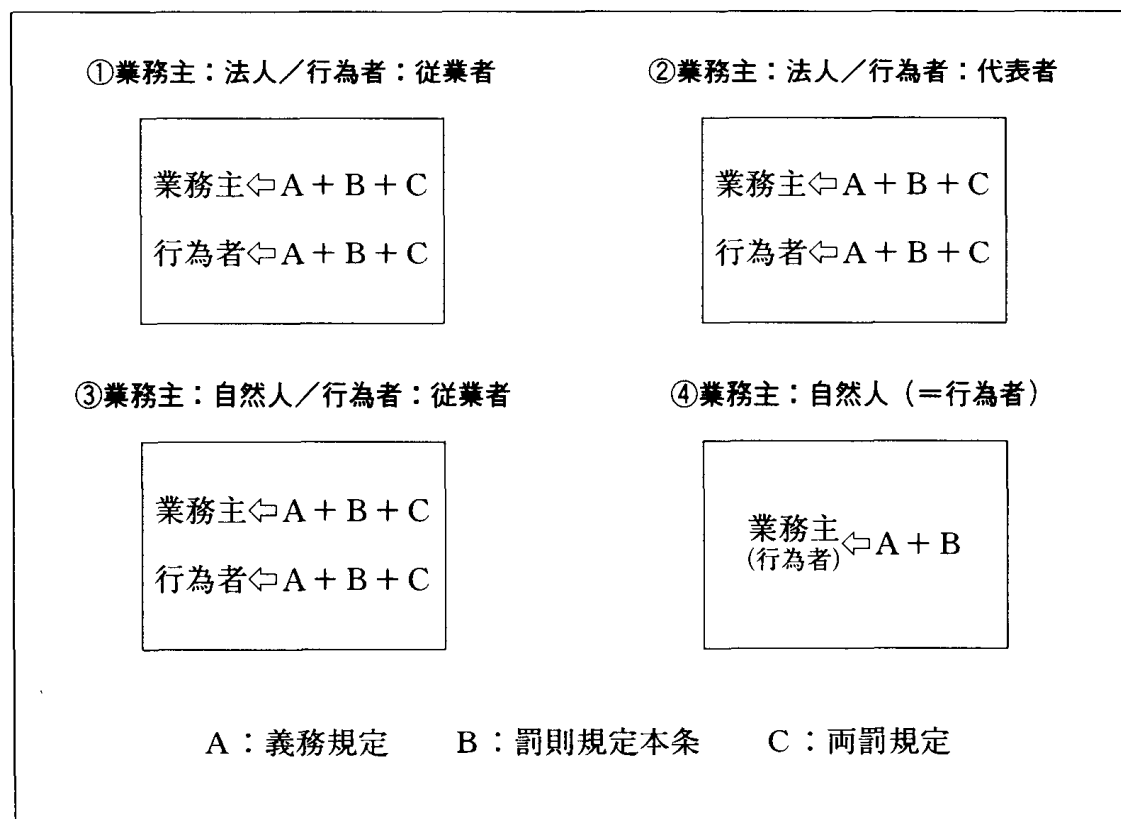 ①業務主：法人／行為者：従業者
業務主⇦A + B + C
行為者⇦A + B + C
②業務主：法人／行為者：代表者
業務主⇦A + B + C
行為者⇦A + B + C
③業務主：自然人／行為者：従業者
業務主⇦A + B + C
行為者⇦A + B + C
④業務主：自然人（＝行為者）
業務主⇦A + B
(行為者)
A：義務規定　B：罰則規定本条　C：両罰規定